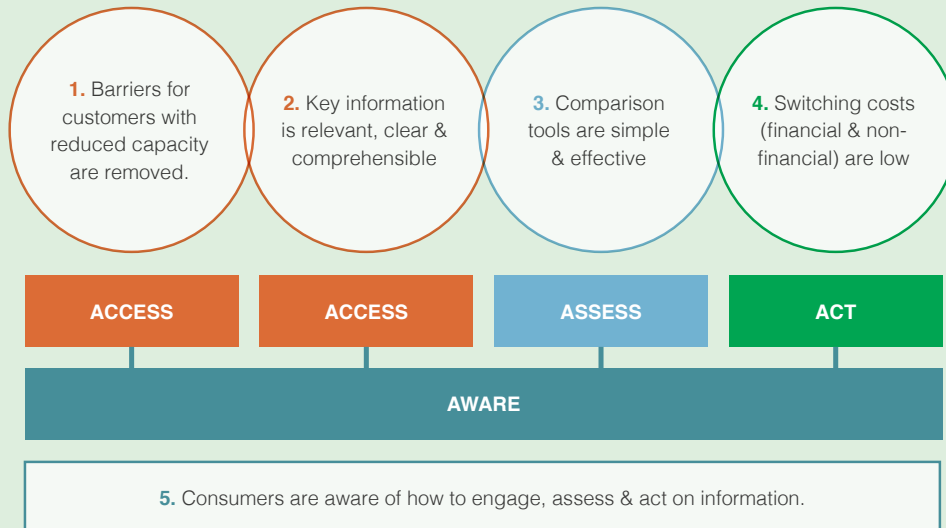 1. Barriers for
customers with
reduced capacity
are removed.
2. Key information
is relevant, clear &
comprehensible
3. Comparison
tools are simple
& effective
4. Switching costs
(financial & non-
financial) are low
ACCESS
ACCESS
ASSESS
ACT
AWARE
5. Consumers are aware of how to engage, assess & act on information.